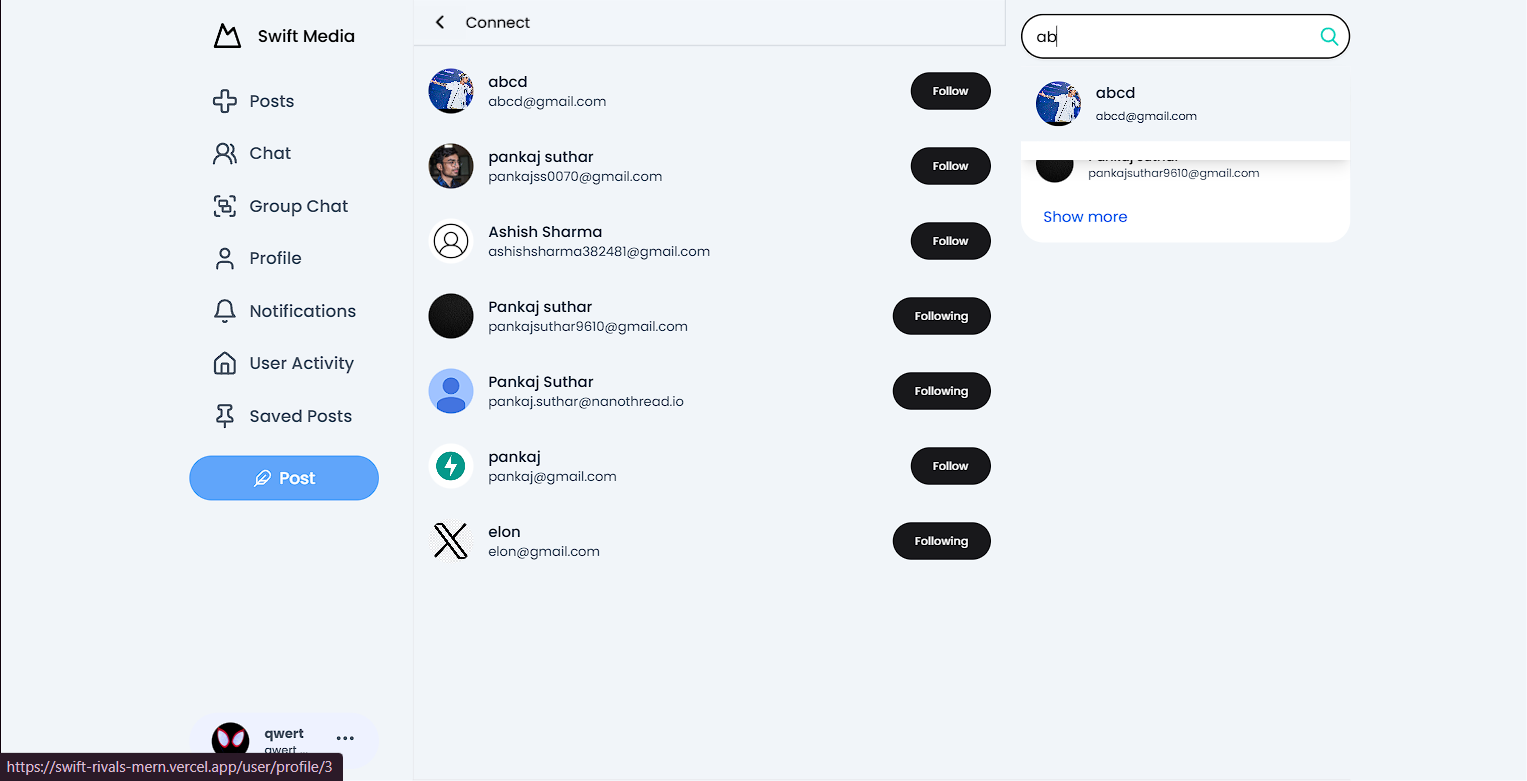 Swift Media
Posts
Chat
Group Chat
Profile
Notifications
User Activity
Saved Posts
Post
qwert
qwert ...
https://swift-rivals-mern.vercel.app/user/profile/3
Connect
abcd
abcd@gmail.com
Follow
pankaj suthar
pankajss0070@gmail.com
Follow
Ashish Sharma
ashishsharma382481@gmail.com
Follow
Pankaj suthar
pankajsuthar9610@gmail.com
Following
Pankaj Suthar
pankaj.suthar@nanothread.io
Following
pankaj
pankaj@gmail.com
Follow
elon
elon@gmail.com
Following
ab
abcd
abcd@gmail.com
Pankaj suthar
pankajsuthar9610@gmail.com
Show more